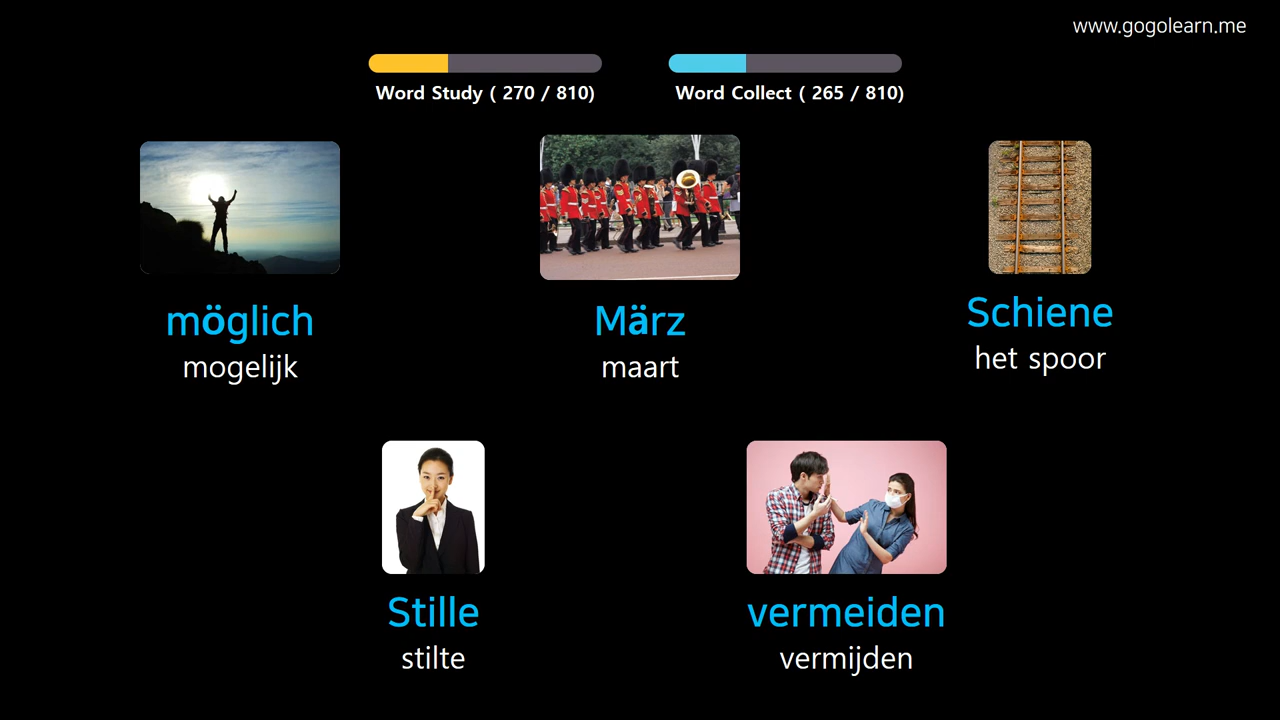 www.gogolearn.me
Word Study ( 270 / 810)
Word Collect ( 265 / 810)
möglich
mogelijk
März
maart
Schiene
het spoor
Stille
stilte
vermeiden
vermijden